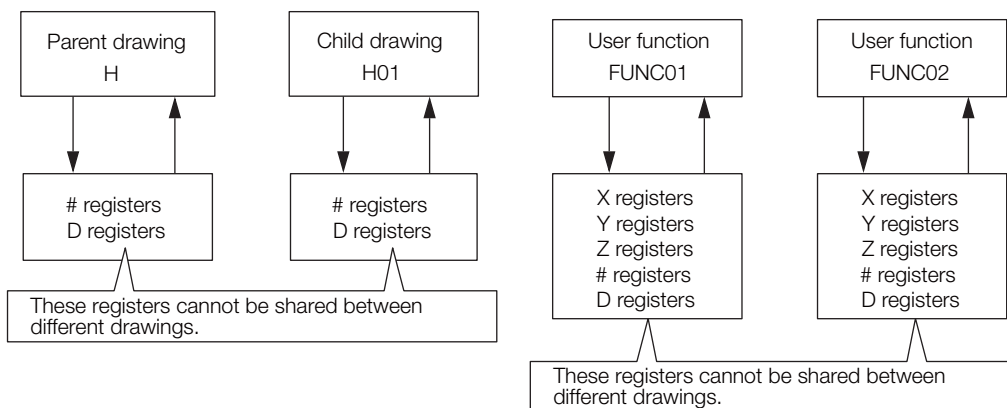 Parent drawing
H
Child drawing
H01
# registers
D registers
# registers
D registers
These registers cannot be shared between
different drawings.
User function
FUNC01
User function
FUNC02
X registers
Y registers
Z registers
# registers
D registers
X registers
Y registers
Z registers
# registers
D registers
These registers cannot be shared between
different drawings.